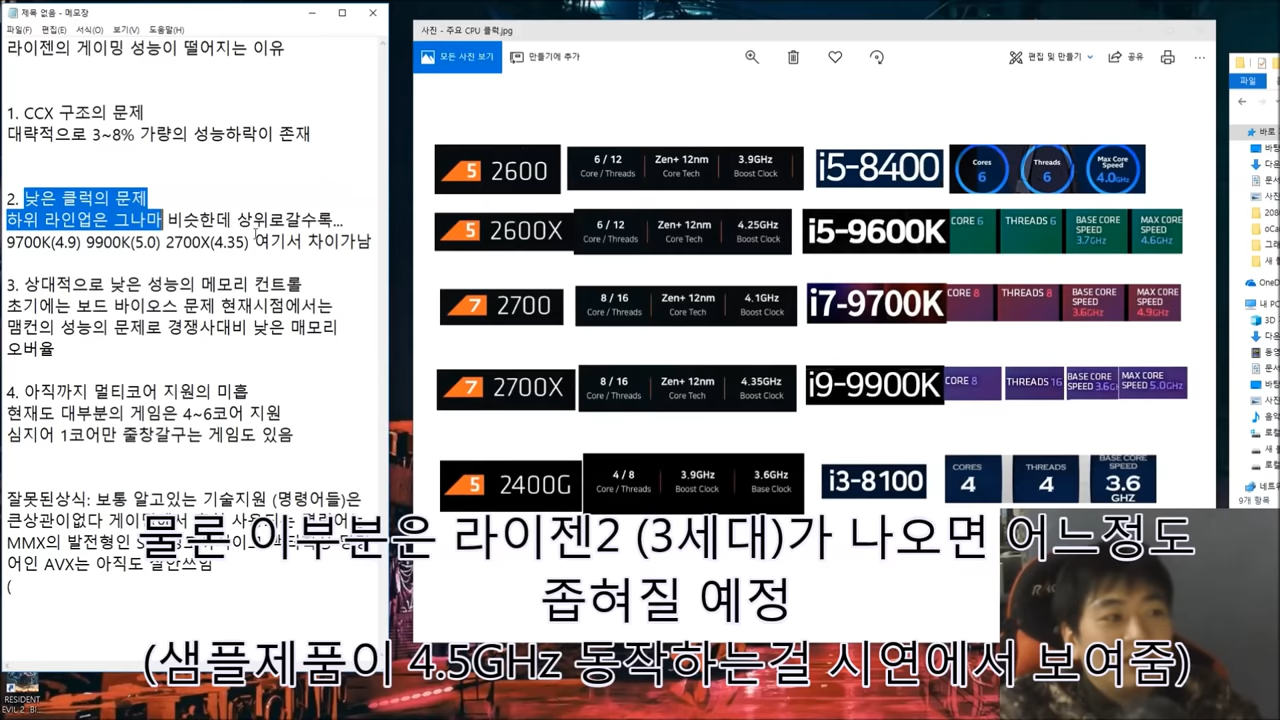 제목 없음 - 메모장
파일(F) 편집(E) 서식(O) 보기(V) 도움말(H)
라이젠의 게이밍 성능이 떨어지는 이유
1. CCX 구조의 문제
대략적으로 3~8% 가량의 성능하락이 존재
2. 낮은 클럭의 문제
하위 라인업은 그나마 비슷한데 상위로갈수록...
9700K(4.9) 9900K(5.0) 2700X(4.35) 여기서 차이가남
3. 상대적으로 낮은 성능의 메모리 컨트롤
초기에는 보드 바이오스 문제 현재시점에서는
맴컨의 성능의 문제로 경쟁사대비 낮은 매모리
오버율
4. 아직까지 멀티코어 지원의 미흡
현재도 대부분의 게임은 4~6코어 지원
심지어 1코어만 줄창갈구는 게임도 있음
잘못된상식: 보통 알고있는 기술지원 (명령어들)은
큰상관이없다
MMX의 발전형인
어인 AVX는 아직도 잘안쓰임
(
사진 - 주요 CPU 클럭.jpg
모든 사진 보기 만들기에 추가 편집 및 만들기 공유
5 2600 6 / 12 Core / Threads Zen+ 12nm Core Tech 3.9GHz Boost Clock i5-8400 Cores 6 Threads 6 Max Core Speed 4.0GHz
5 2600X 6 / 12 Core / Threads Zen+ 12nm Core Tech 4.25GHz Boost Clock i5-9600K CORE 6 THREADS 6 BASE CORE SPEED 3.7GHz MAX CORE SPEED 4.6GHz
7 2700 8 / 16 Core / Threads Zen+ 12nm Core Tech 4.1GHz Boost Clock i7-9700K CORE 8 THREADS 8 BASE CORE SPEED 3.6GHz MAX CORE SPEED 4.9GHz
7 2700X 8 / 16 Core / Threads Zen+ 12nm Core Tech 4.35GHz Boost Clock i9-9900K CORE 8 THREADS 16 BASE CORE SPEED 3.6G MAX CORE SPEED 5.0GHz
5 2400G 4 / 8 Core / Threads 3.9GHz Boost Clock 3.6GHz Base Clock i3-8100 CORES 4 THREADS 4 BASE CORE SPEED 3.6 GHZ
물론 이부분은 라이젠2 (3세대)가 나오면 어느정도
좁혀질 예정
(샘플제품이 4.5GHz 동작하는걸 시연에서 보여줌)
파일
바로
OneD
내 PC
3D
9개 항목
RESIDENT
EVIL 2